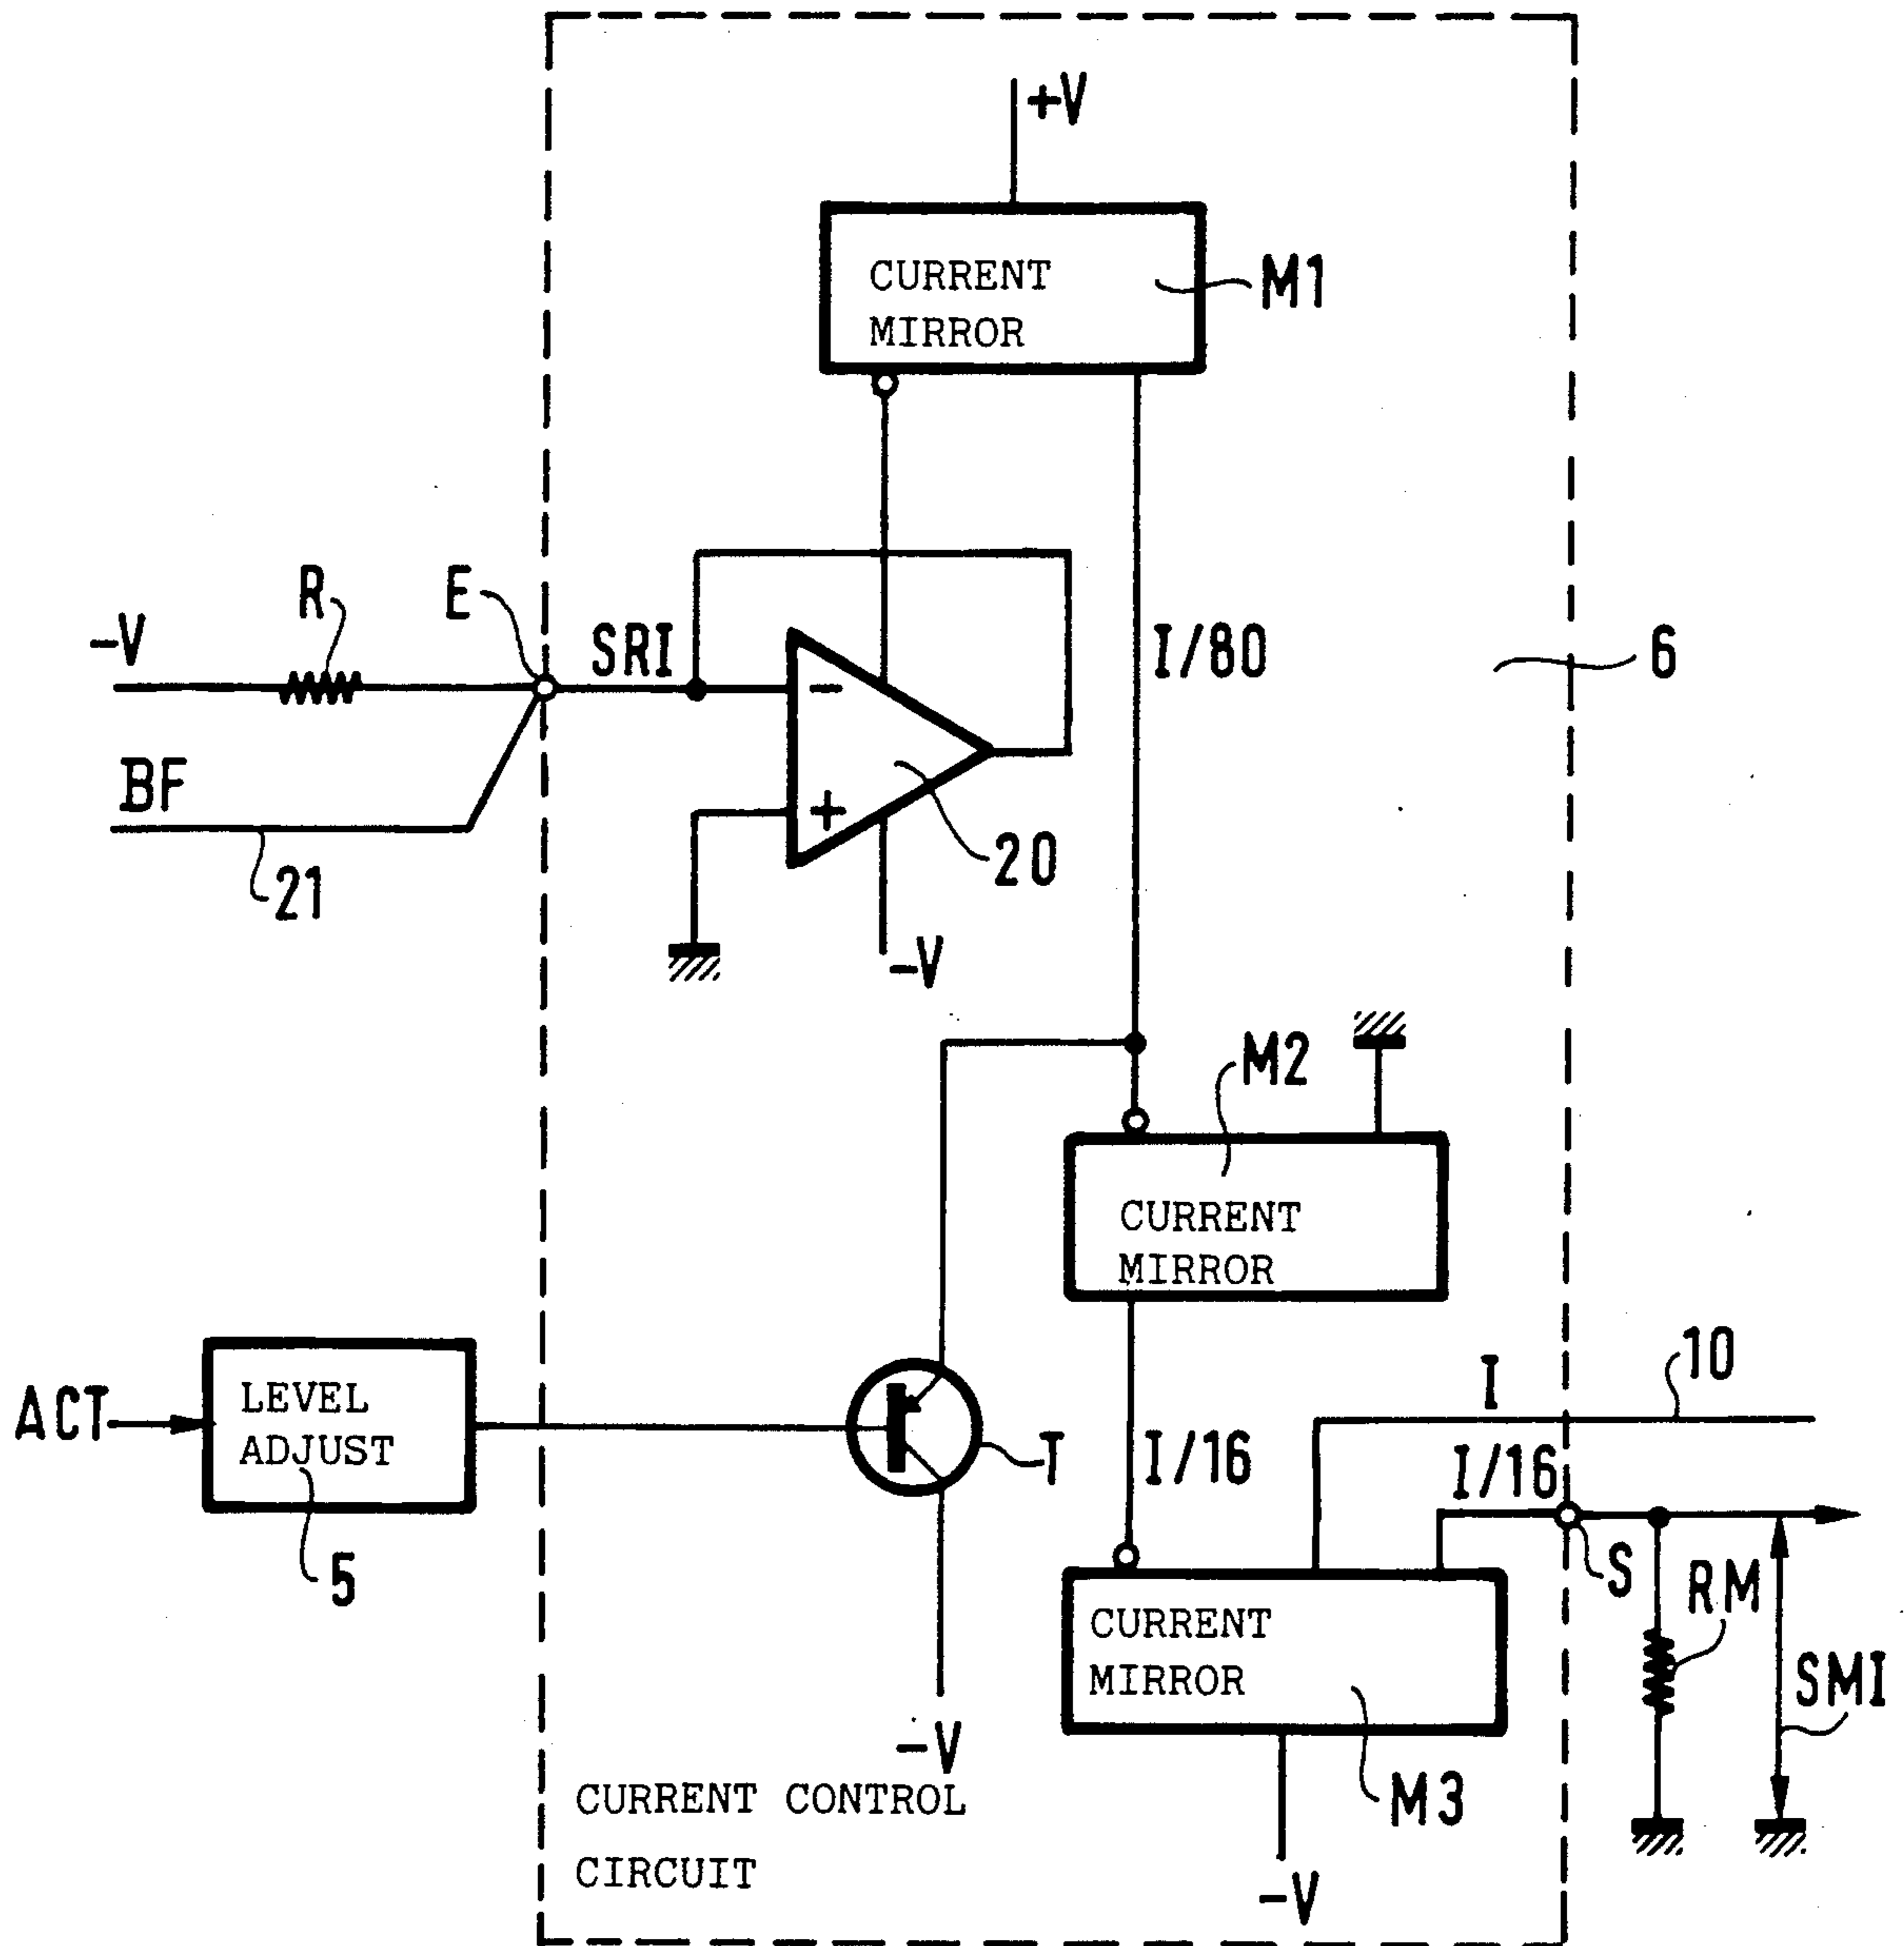 +V
CURRENT
MIRROR
M1
-V
R
E
SRI
I/80
6
-
BF
+
21
20
-V
M2
CURRENT
MIRROR
ACT
LEVEL
ADJUST
5
T
I/16
I
10
I/16
S
RM
CURRENT
MIRROR
SMI
-V
M3
CURRENT CONTROL
CIRCUIT
-V